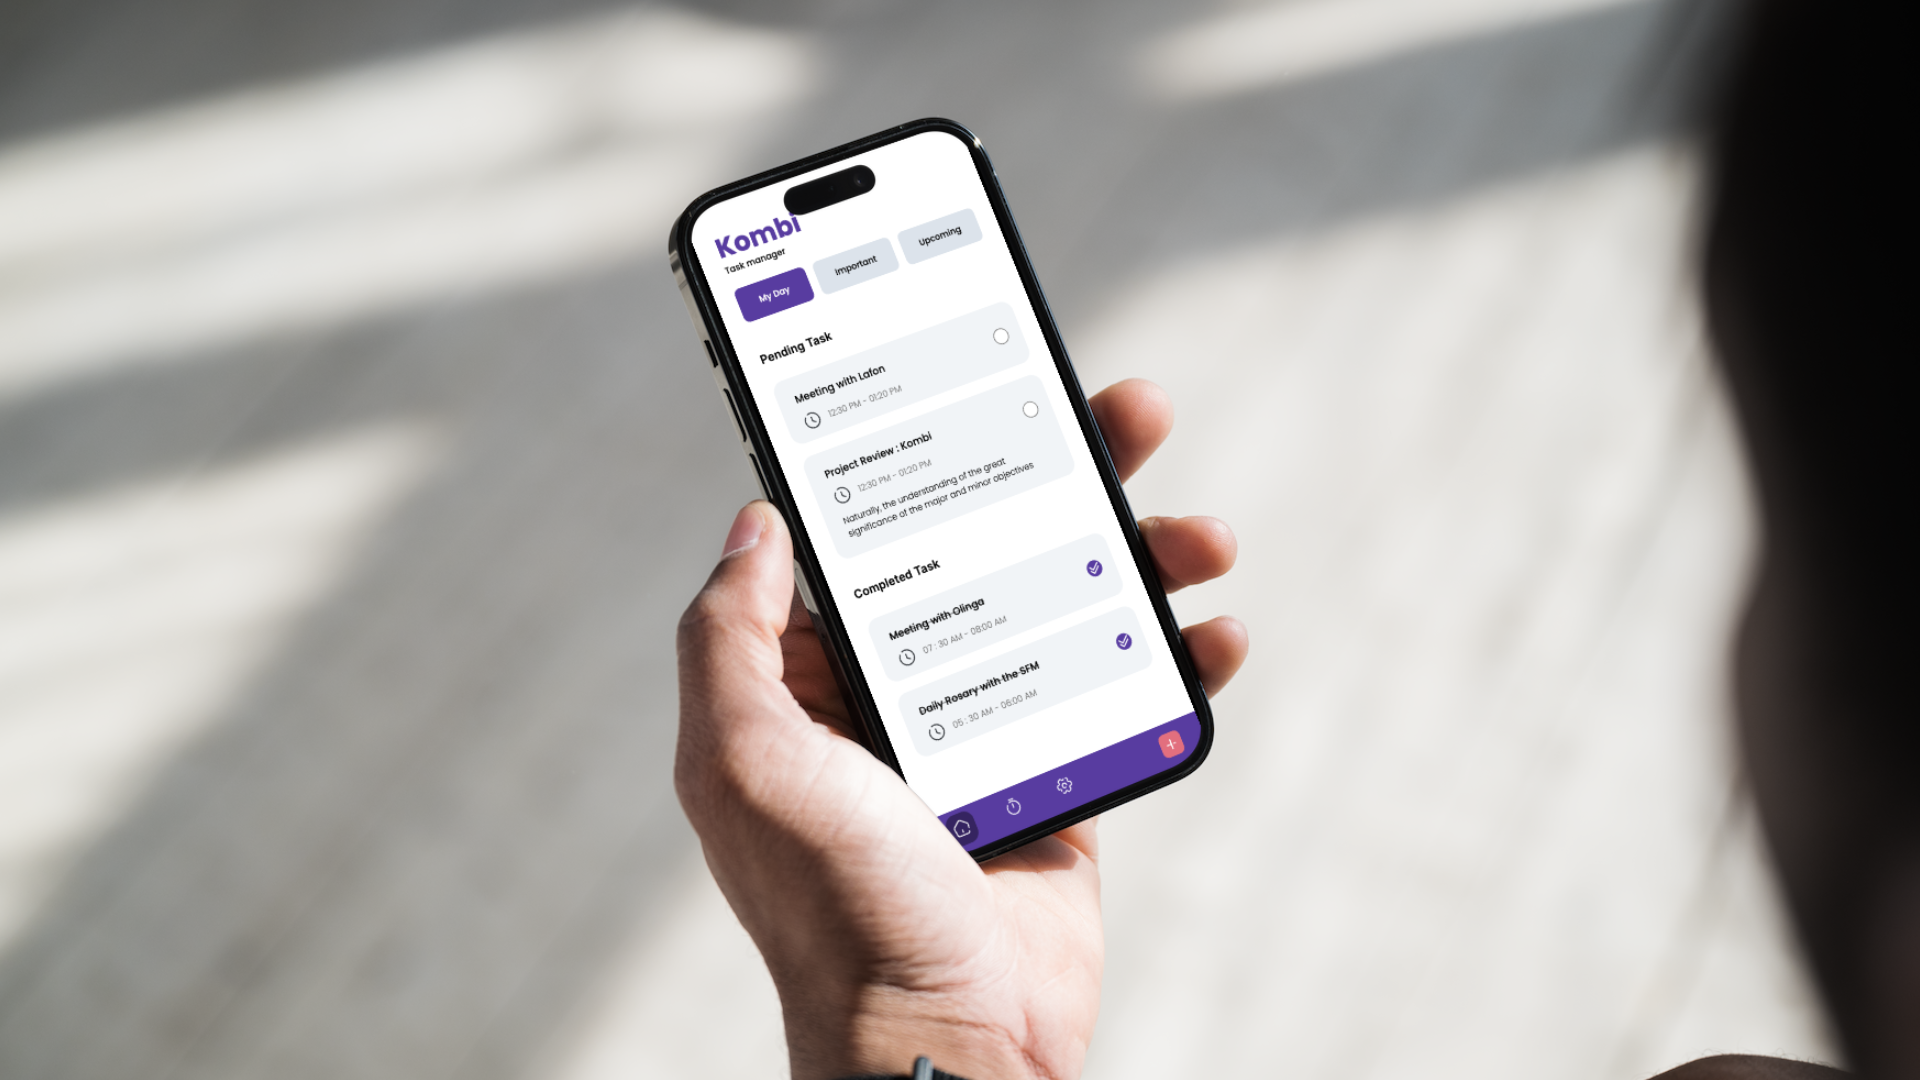 Kombi
Task manager
My Day
Important
Upcoming
Pending Task
Meeting with Lafon
12:30 PM - 01:20 PM
Project Review : Kombi
12:30 PM - 01:20 PM
Naturally, the understanding of the great
significance of the major and minor objectives
Completed Task
Meeting with Olinga
07 : 30 AM - 08:00 AM
Daily Rosary with the SFM
05 : 30 AM - 06:00 AM